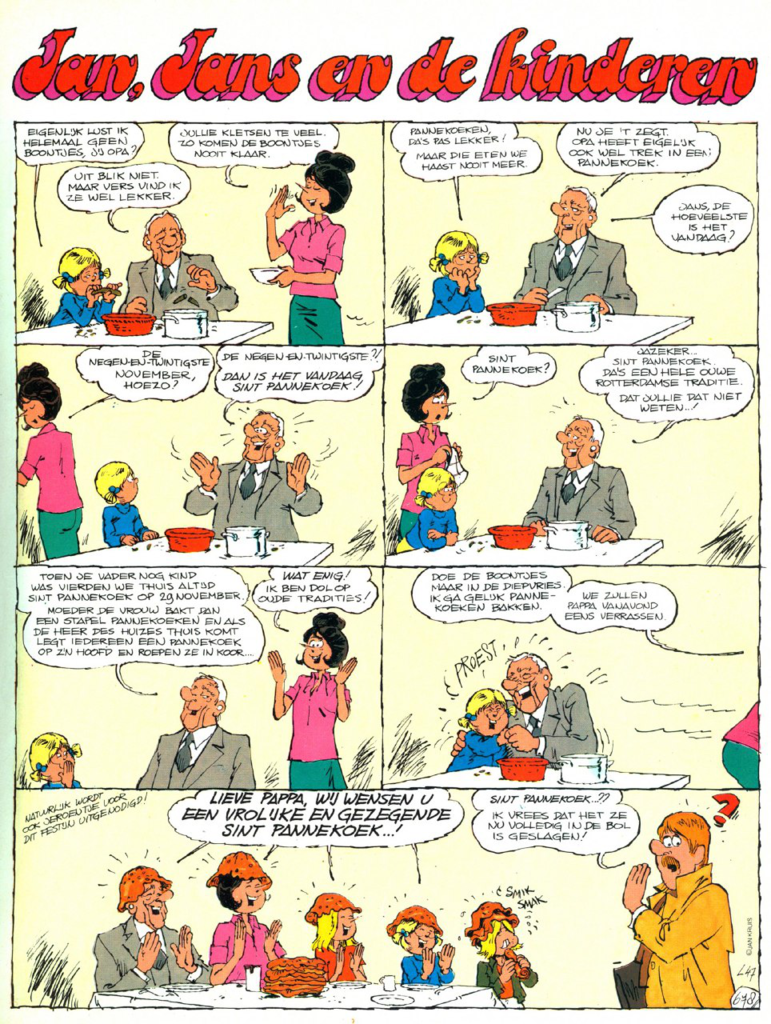 Jan, Jans en de kinderen
EIGENLIJK LUST IK
HELEMAAL GEEN
BOONTJES, JIJ OPA?
UIT BLIK NIET.
MAAR VERS VIND IK
ZE WEL LEKKER.
JULLIE KLETSEN TE VEEL.
ZO KOMEN DE BOONTJES
NOOIT KLAAR.
PANNEKOEKEN,
DA'S PAS LEKKER!
MAAR DIE ETEN WE
HAAST NOOIT MEER.
NU JE 'T ZEGT.
OPA HEEFT EIGELIJK
OOK WEL TREK IN EEN
PANNEKOEK.
JANS, DE
HOEVEELSTE
IS HET
VANDAAG?
DE
NEGEN-EN-TWINTIGSTE
NOVEMBER,
HOEZO?
DE NEGEN-EN-TWINTIGSTE?!
DAN IS HET VANDAAG
SINT PANNEKOEK!
SINT
PANNEKOEK?
JAZEKER...
SINT PANNEKOEK.
DA'S EEN HELE OUWE
ROTTERDAMSE TRADITIE.
DAT JULLIE DAT NIET
WETEN...!
TOEN JE VADER NOG KIND
WAS VIERDEN WE THUIS ALTIJD
SINT PANNEKOEK OP 29 NOVEMBER.
MOEDER DE VROUW BAKT DAN
EEN STAPEL PANNEKOEKEN EN ALS
DE HEER DES HUIZES THUIS KOMT
LEGT IEDEREEN EEN PANNEKOEK
OP Z'N HOOFD EN ROEPEN ZE IN KOOR...
WAT ENIG!
IK BEN DOL OP
OUDE TRADITIES!
DOE DE BOONTJES
MAAR IN DE DIEPVRIES.
IK GA GELIJK PANNE-
KOEKEN BAKKEN.
WE ZULLEN
PAPPA VANAVOND
EENS VERRASSEN.
PROEST!
NATUURLIJK WORDT
OOK JEROENTJE VOOR
DIT FESTIJN UITGENODIGD!
LIEVE PAPPA, WIJ WENSEN U
EEN VROLIJKE EN GEZEGENDE
SINT PANNEKOEK...!
SMIK
SMAK
SINT PANNEKOEK...??
IK VREES DAT HET ZE
NU VOLLEDIG IN DE BOL
IS GESLAGEN!
?
©JAN KRUIS
L47
678